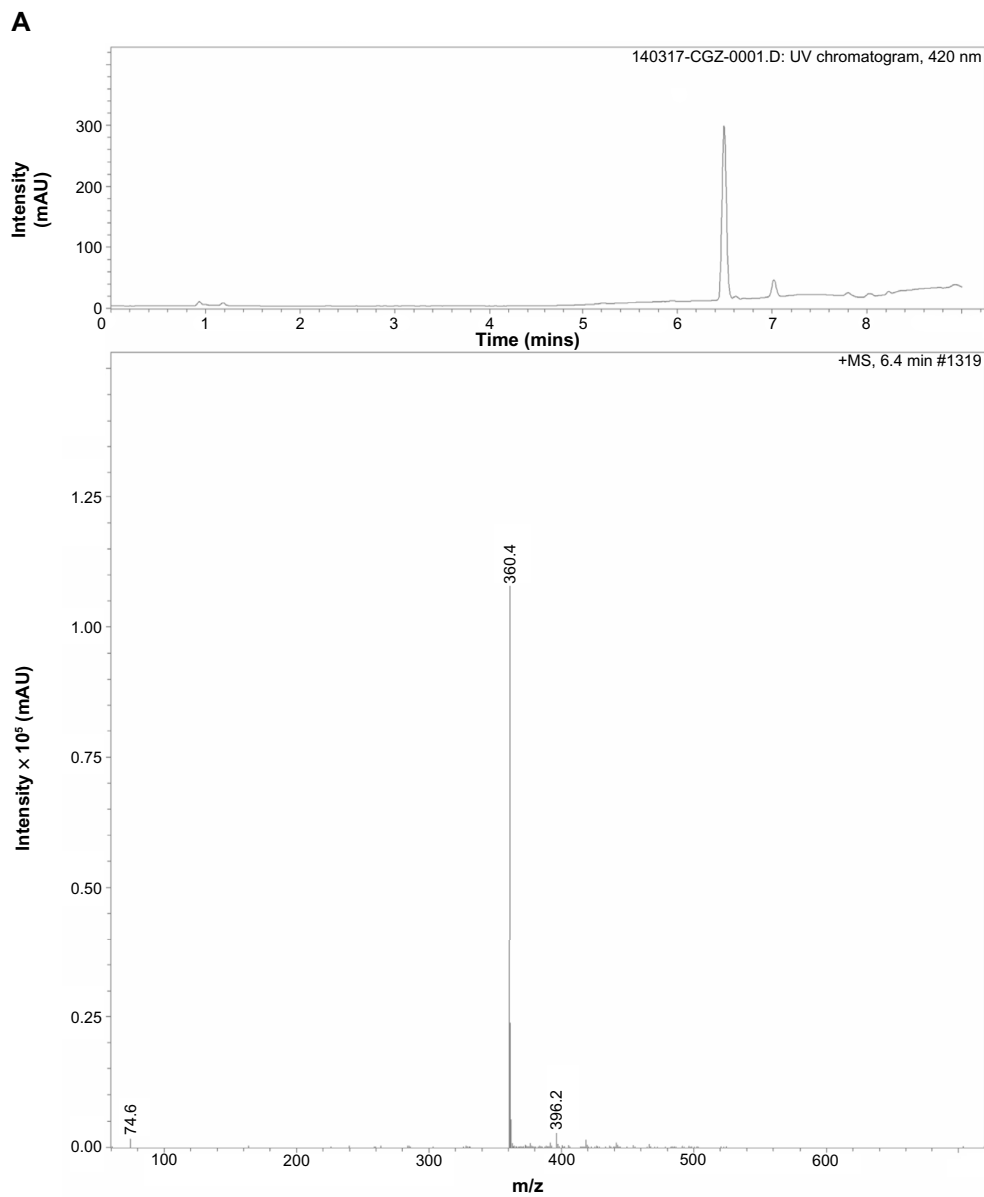 A
140317-CGZ-0001.D: UV chromatogram, 420 nm
Intensity
(mAU)
300
200
100
0
0 1 2 3 4 5 6 7 8
Time (mins)
+MS, 6.4 min #1319
Intensity × 10⁵ (mAU)
1.25
1.00
0.75
0.50
0.25
0.00
360.4
74.6
396.2
100 200 300 400 500 600
m/z